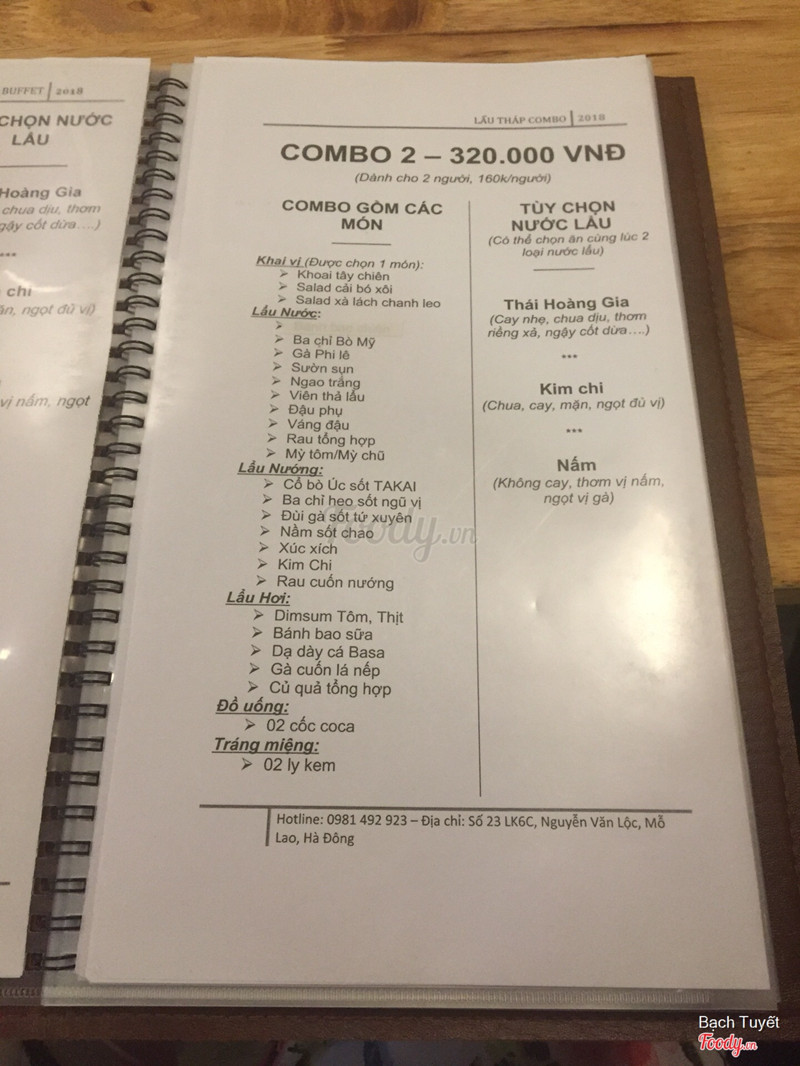 BUFFET | 2018
CHỌN NƯỚC
LẨU
Hoàng Gia
chua dịu, thơm
ngậy cốt dừa....)
***
chi
ngọt đủ vị)
vị nấm, ngọt
LẨU THÁP COMBO | 2018
COMBO 2 – 320.000 VNĐ
(Dành cho 2 người, 160k/người)
COMBO GỒM CÁC
MÓN
Khai vị (Được chọn 1 món):
➢ Khoai tây chiên
➢ Salad cải bó xôi
➢ Salad xà lách chanh leo
Lẩu Nước:
➢
➢ Ba chỉ Bò Mỹ
➢ Gà Phi lê
➢ Sườn sụn
➢ Ngao trắng
➢ Viên thả lẩu
➢ Đậu phụ
➢ Váng đậu
➢ Rau tổng hợp
➢ Mỳ tôm/Mỳ chũ
Lẩu Nướng:
➢ Cổ bò Úc sốt TAKAI
➢ Ba chỉ heo sốt ngũ vị
➢ Đùi gà sốt tứ xuyên
➢ Nầm sốt chao
➢ Xúc xích
➢ Kim Chi
➢ Rau cuốn nướng
Lẩu Hơi:
➢ Dimsum Tôm, Thịt
➢ Bánh bao sữa
➢ Dạ dày cá Basa
➢ Gà cuốn lá nếp
➢ Củ quả tổng hợp
Đồ uống:
➢ 02 cốc coca
Tráng miệng:
➢ 02 ly kem
TÙY CHỌN
NƯỚC LẨU
(Có thể chọn ăn cùng lúc 2
loại nước lẩu)
Thái Hoàng Gia
(Cay nhẹ, chua dịu, thơm
riềng xả, ngậy cốt dừa....)
***
Kim chi
(Chua, cay, mặn, ngọt đủ vị)
***
Nấm
(Không cay, thơm vị nấm,
ngọt vị gà)
Hotline: 0981 492 923 – Địa chỉ: Số 23 LK6C, Nguyễn Văn Lộc, Mỗ
Lao, Hà Đông
Foody.vn
Bạch Tuyết
Foody.vn